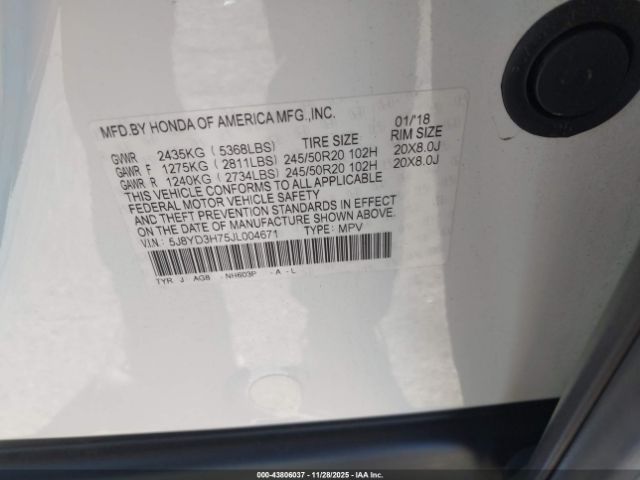 MFD.BY HONDA OF AMERICA MFG.,INC. 01/'18
TIRE SIZE RIM SIZE
GVWR 2435KG ( 5368LBS)
GAWR F 1275KG ( 2811LBS) 245/50R20 102H 20X8.0J
GAWR R 1240KG ( 2734LBS) 245/50R20 102H 20X8.0J
THIS VEHICLE CONFORMS TO ALL APPLICABLE
FEDERAL MOTOR VEHICLE SAFETY
AND THEFT PREVENTION STANDARDS IN EFFECT
ON THE DATE OF MANUFACTURE SHOWN ABOVE.
V.I.N: 5J8YD3H75JL004671 TYPE: MPV
TYR J AG8 NH603P -A -L
000-43806037 - 11/28/2025 - IAA Inc.